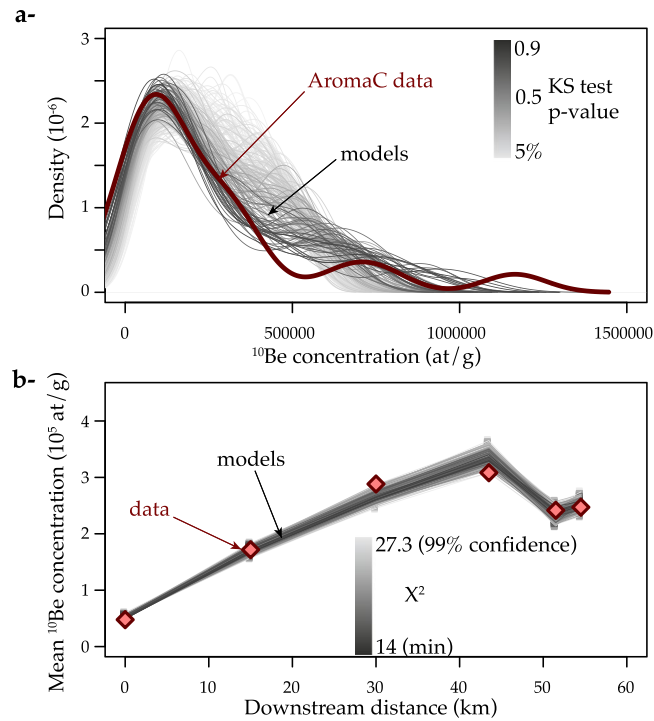 a-
Density (10⁻⁶)
3
2
1
0
AromaC data
models
0.9
0.5
5%
KS test
p-value
0
500000
1000000
1500000
¹⁰Be concentration (at/g)
b-
Mean ¹⁰Be concentration (10⁵ at/g)
4
3
2
1
0
models
data
27.3 (99% confidence)
X²
14 (min)
0
10
20
30
40
50
60
Downstream distance (km)